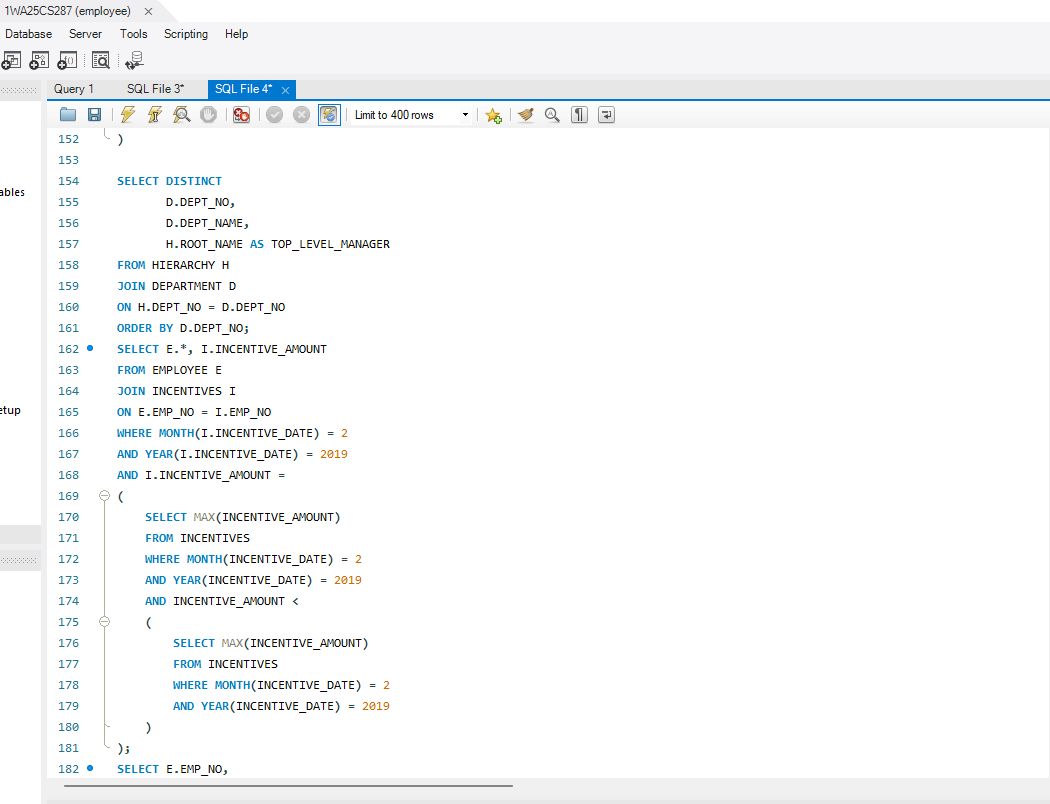 1WA25CS287 (employee)
Database Server Tools Scripting Help
Query 1 SQL File 3* SQL File 4*
Limit to 400 rows
ables
etup
152 )
153
154 SELECT DISTINCT
155 D.DEPT_NO,
156 D.DEPT_NAME,
157 H.ROOT_NAME AS TOP_LEVEL_MANAGER
158 FROM HIERARCHY H
159 JOIN DEPARTMENT D
160 ON H.DEPT_NO = D.DEPT_NO
161 ORDER BY D.DEPT_NO;
162 SELECT E.*, I.INCENTIVE_AMOUNT
163 FROM EMPLOYEE E
164 JOIN INCENTIVES I
165 ON E.EMP_NO = I.EMP_NO
166 WHERE MONTH(I.INCENTIVE_DATE) = 2
167 AND YEAR(I.INCENTIVE_DATE) = 2019
168 AND I.INCENTIVE_AMOUNT =
169 (
170 SELECT MAX(INCENTIVE_AMOUNT)
171 FROM INCENTIVES
172 WHERE MONTH(INCENTIVE_DATE) = 2
173 AND YEAR(INCENTIVE_DATE) = 2019
174 AND INCENTIVE_AMOUNT <
175 (
176 SELECT MAX(INCENTIVE_AMOUNT)
177 FROM INCENTIVES
178 WHERE MONTH(INCENTIVE_DATE) = 2
179 AND YEAR(INCENTIVE_DATE) = 2019
180 )
181 );
182 SELECT E.EMP_NO,